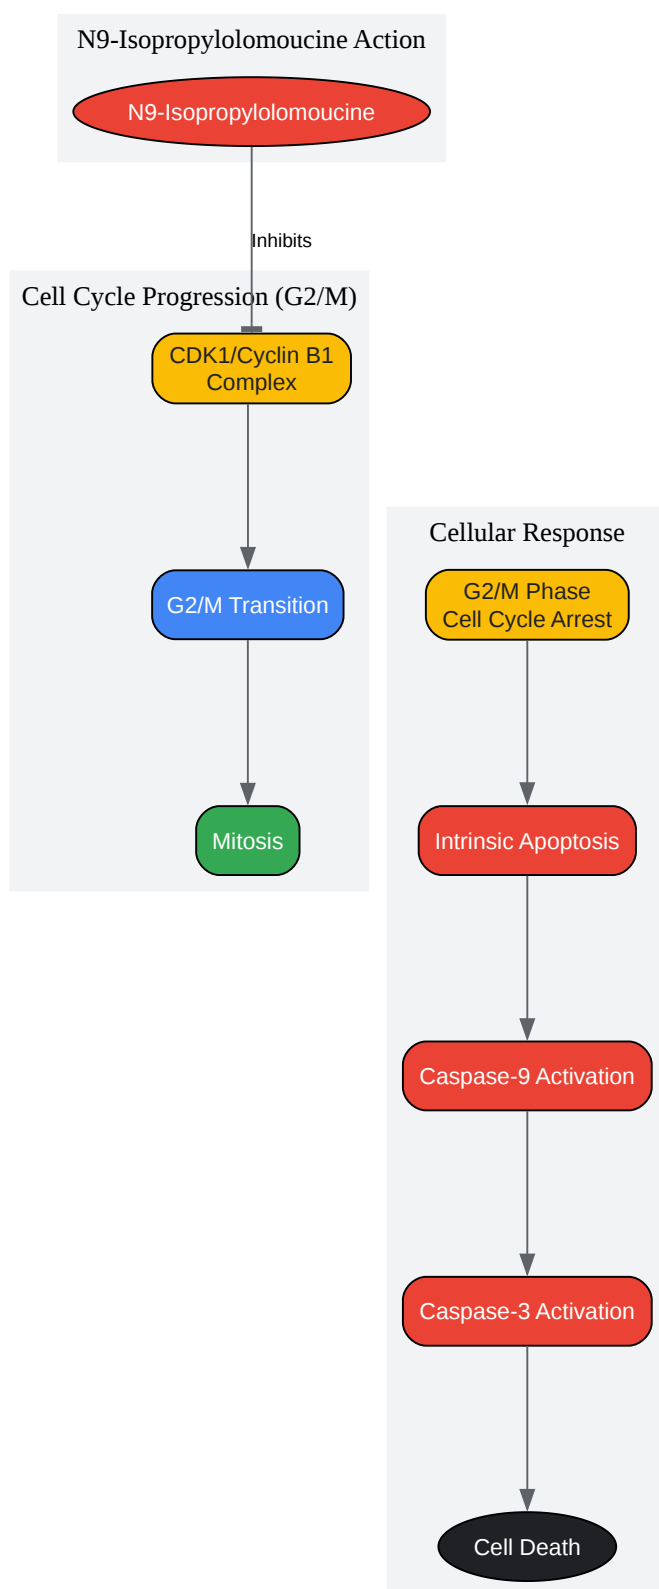 N9-Isopropylolomoucine Action
N9-Isopropylolomoucine
Inhibits
Cell Cycle Progression (G2/M)
CDK1/Cyclin B1
Complex
G2/M Transition
Mitosis
Cellular Response
G2/M Phase
Cell Cycle Arrest
Intrinsic Apoptosis
Caspase-9 Activation
Caspase-3 Activation
Cell Death